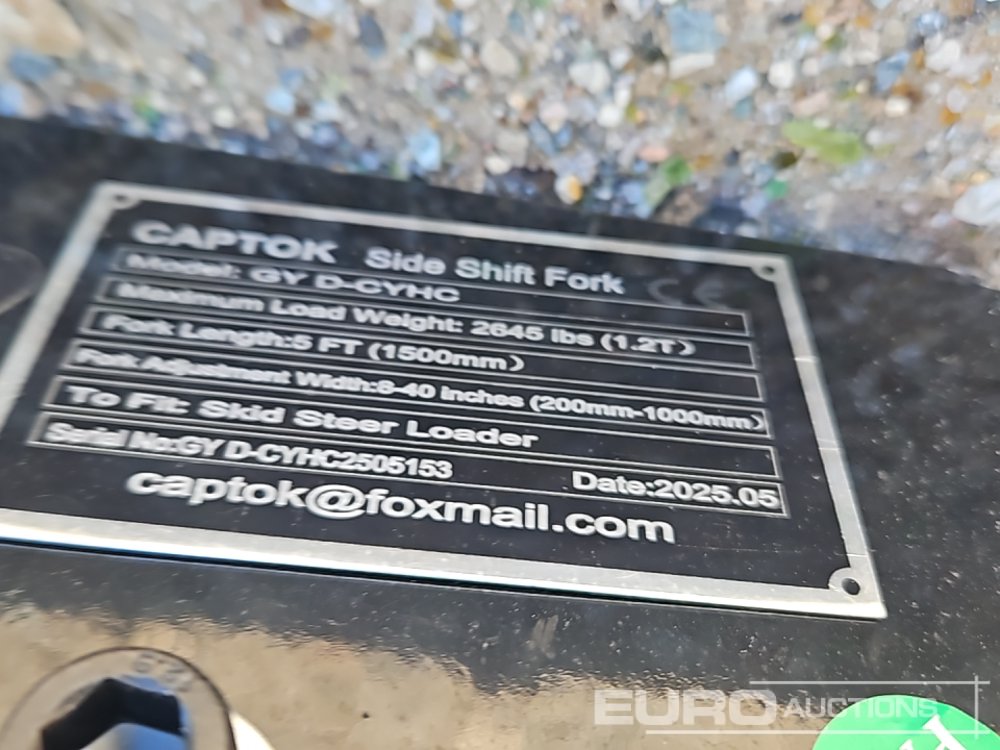 CAPTOK Side Shift Fork CE
Model: GY D-CYHC
Maximum Load Weight: 2645 lbs (1.2T)
Fork Length:5 FT (1500mm)
Fork Adjustment Width:8-40 inches (200mm-1000mm)
To Fit: Skid Steer Loader
Serial No:GY D-CYHC2505153 Date:2025.05
captok@foxmail.com
EURO AUCTIONS